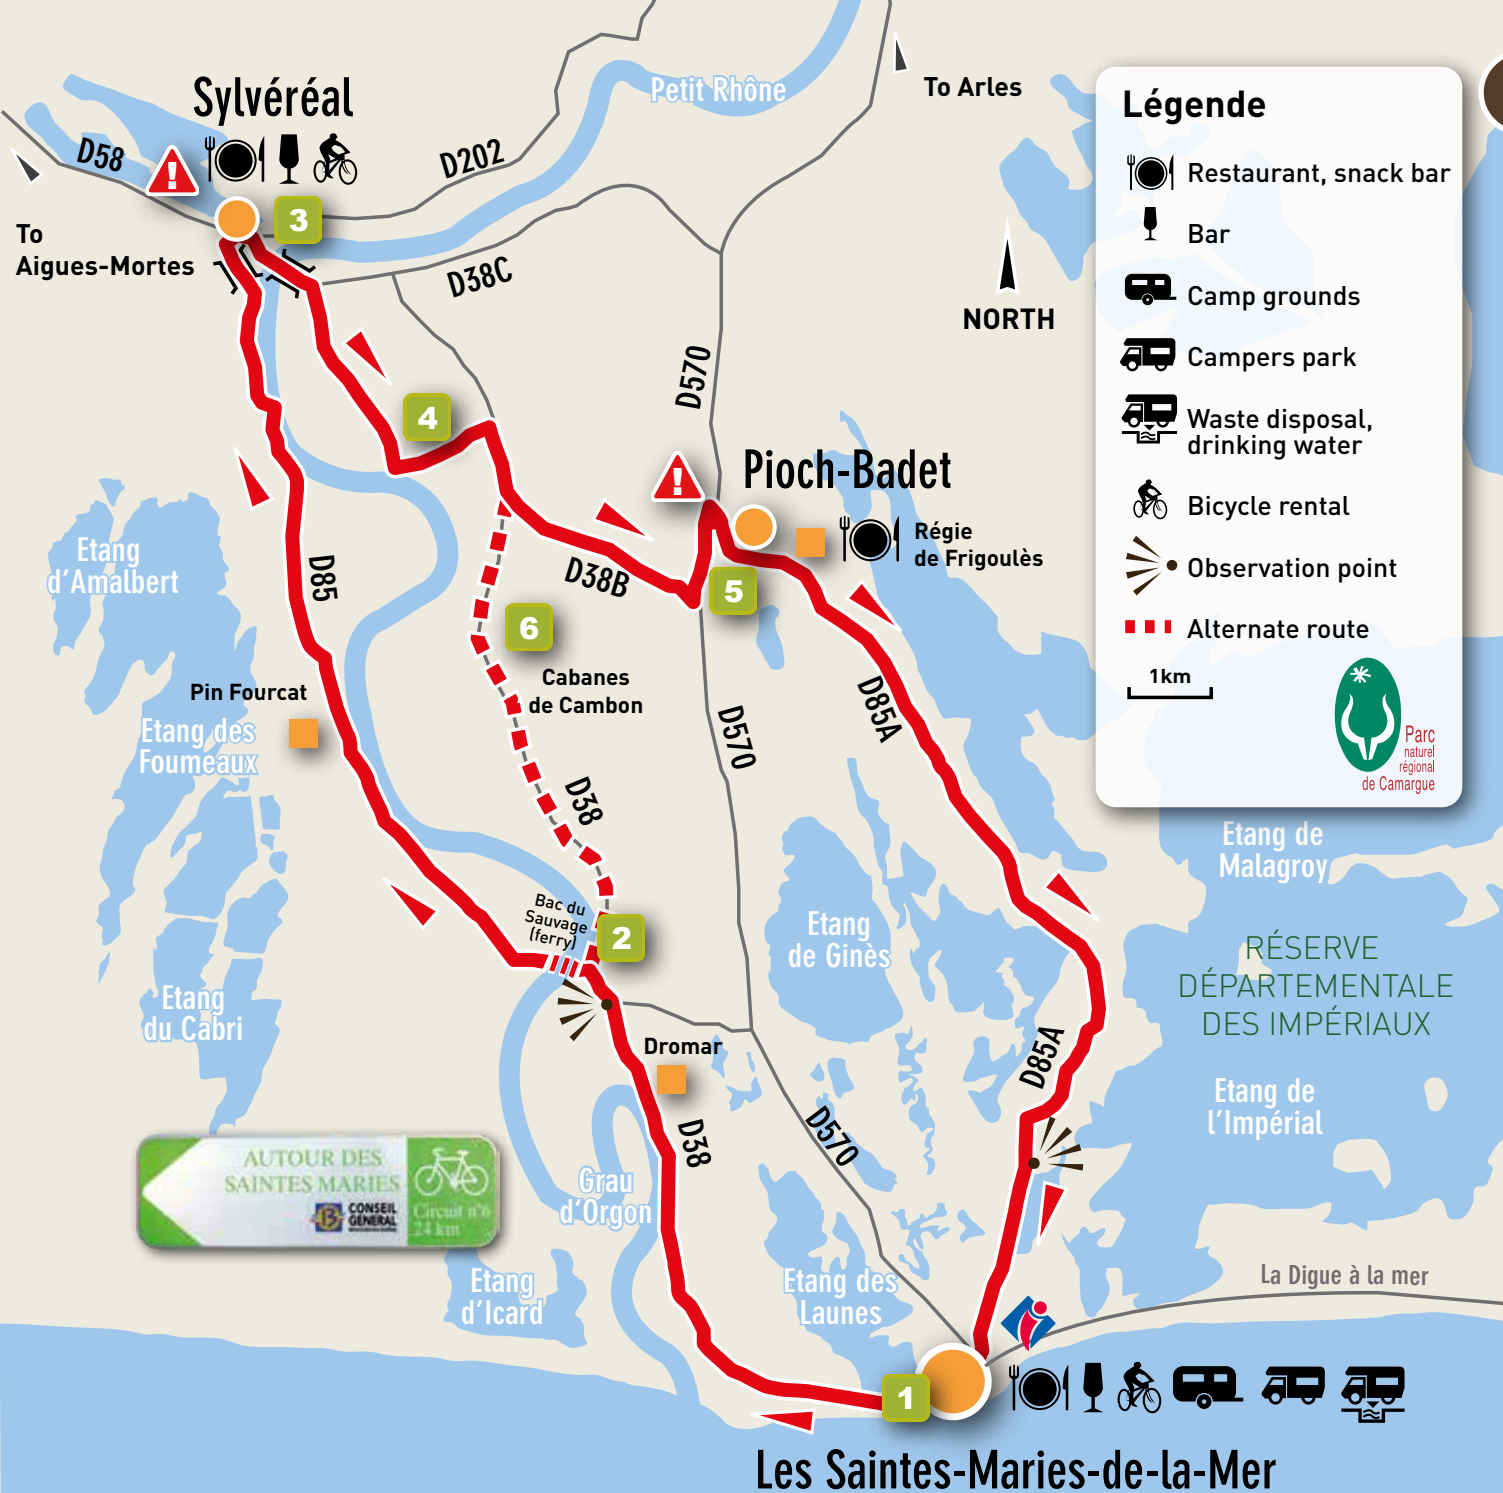 Petit Rhône
To Arles
Sylvéréal
D58
D202
3
To
Aigues-Mortes
D38C
NORTH
Légende
Restaurant, snack bar
Bar
Camp grounds
Campers park
Waste disposal,
drinking water
Bicycle rental
Observation point
Alternate route
1km
Parc
naturel
régional
de Camargue
D570
4
Pioch-Badet
Régie
de Frigoulès
Etang
d'Amalbert
D85
D38B
5
6
Cabanes
de Cambon
Pin Fourcat
Etang des
Foumeaux
D570
D85A
D38
Etang de
Malagroy
Bac du
Sauvage
(ferry)
2
Etang
de Ginès
RÉSERVE
DÉPARTEMENTALE
DES IMPÉRIAUX
Etang
du Cabri
Dromar
D85A
Etang de
l'Impérial
D38
D570
AUTOUR DES
SAINTES MARIES
CONSEIL
GENERAL
Circuit n°6
24 km
Grau
d'Orgon
Etang
d'Icard
Etang des
Launes
La Digue à la mer
1
Les Saintes-Maries-de-la-Mer